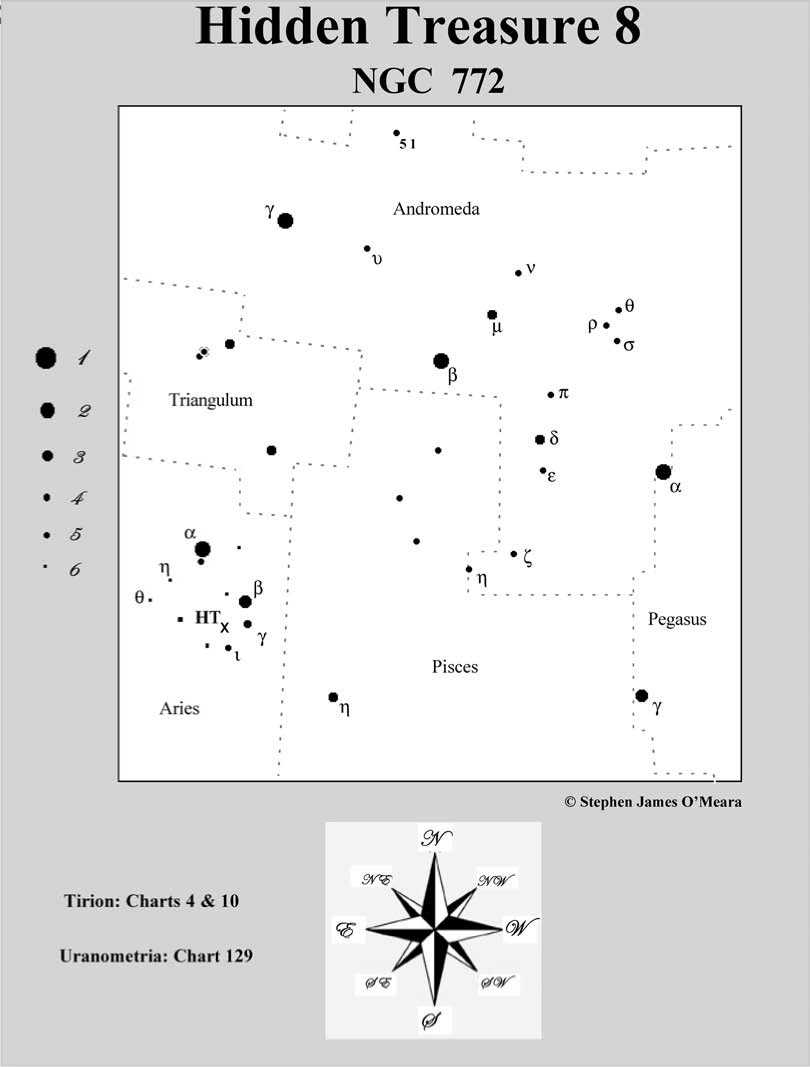 Hidden Treasure 8
NGC 772
51
γ
Andromeda
υ
ν
θ
μ
ρ
σ
1
β
2
Triangulum
π
3
δ
ε
α
4
5
α
ζ
6
η
η
θ
β
HT
x
Pegasus
γ
ι
Pisces
Aries
η
γ
© Stephen James O’Meara
N
NE
NW
Tirion: Charts 4 & 10
E
W
Uranometria: Chart 129
SE
SW
S